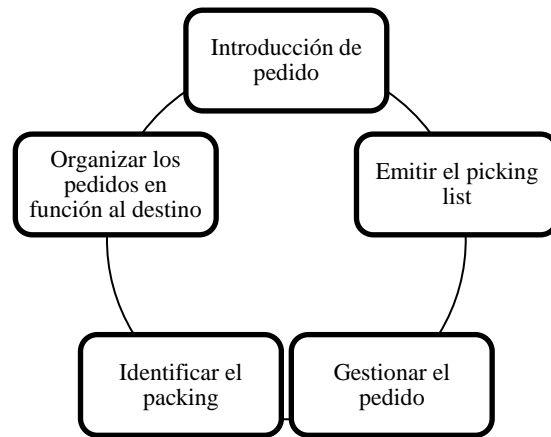 Introducción de
pedido
Emitir el picking
list
Gestionar el
pedido
Identificar el
packing
Organizar los
pedidos en
función al destino